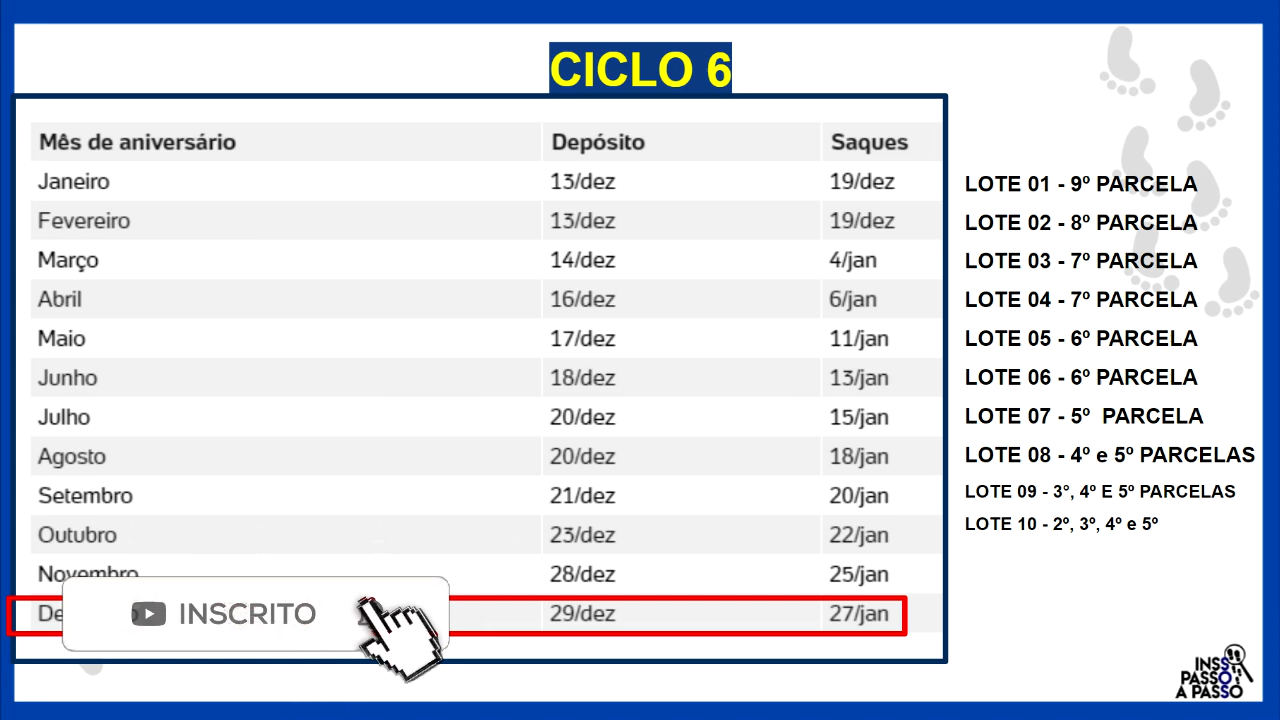 CICLO 6
Mês de aniversário Depósito Saques
Janeiro 13/dez 19/dez
Fevereiro 13/dez 19/dez
Março 14/dez 4/jan
Abril 16/dez 6/jan
Maio 17/dez 11/jan
Junho 18/dez 13/jan
Julho 20/dez 15/jan
Agosto 20/dez 18/jan
Setembro 21/dez 20/jan
Outubro 23/dez 22/jan
Novembro 28/dez 25/jan
29/dez 27/jan
INSCRITO
LOTE 01 - 9º PARCELA
LOTE 02 - 8º PARCELA
LOTE 03 - 7º PARCELA
LOTE 04 - 7º PARCELA
LOTE 05 - 6º PARCELA
LOTE 06 - 6º PARCELA
LOTE 07 - 5º  PARCELA
LOTE 08 - 4º e 5º PARCELAS
LOTE 09 - 3°, 4º E 5º PARCELAS
LOTE 10 - 2º, 3º, 4º e 5º
INSS
PASSO
A PASSO